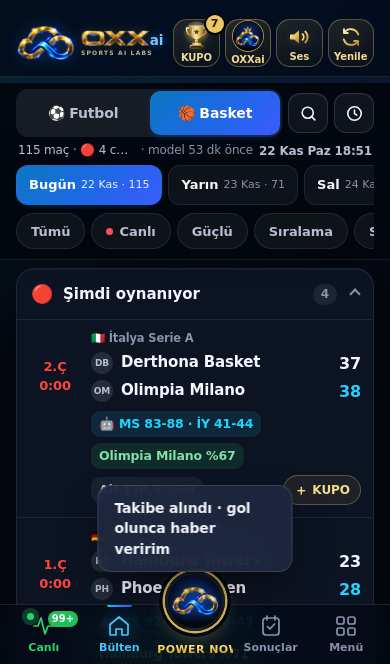 OXX ai
SPORTS AI LABS
7
KUPO
OXXai
Ses
Yenile
Futbol
Basket
115 maç · 4 c… · model 53 dk önce 22 Kas Paz 18:51
Bugün 22 Kas · 115
Yarın 23 Kas · 71
Sal 24 Ka
Tümü
Canlı
Güçlü
Sıralama
Şimdi oynanıyor
4
İtalya Serie A
2.Ç
0:00
DB Derthona Basket 37
OM Olimpia Milano 38
MS 83-88 · İY 41-44
Olimpia Milano %67
+ KUPO
Takibe alındı · gol
olunca haber
veririm
1.Ç
0:00
23
PH Phoe en 28
99+
Canlı
Bülten
POWER NOW
Sonuçlar
Menü